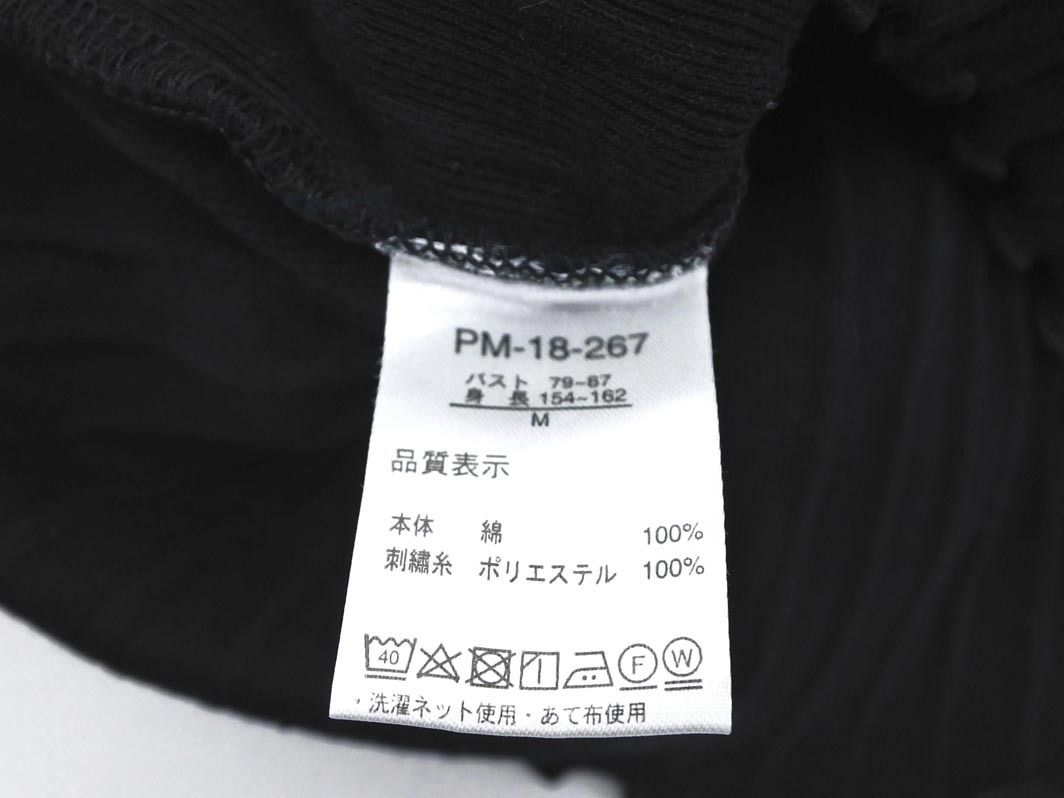 PM-18-267
バスト 79~87
身長 154~162
M
品質表示
本体 綿 100%
刺繍糸 ポリエステル 100%
40 F W
・洗濯ネット使用・あて布使用